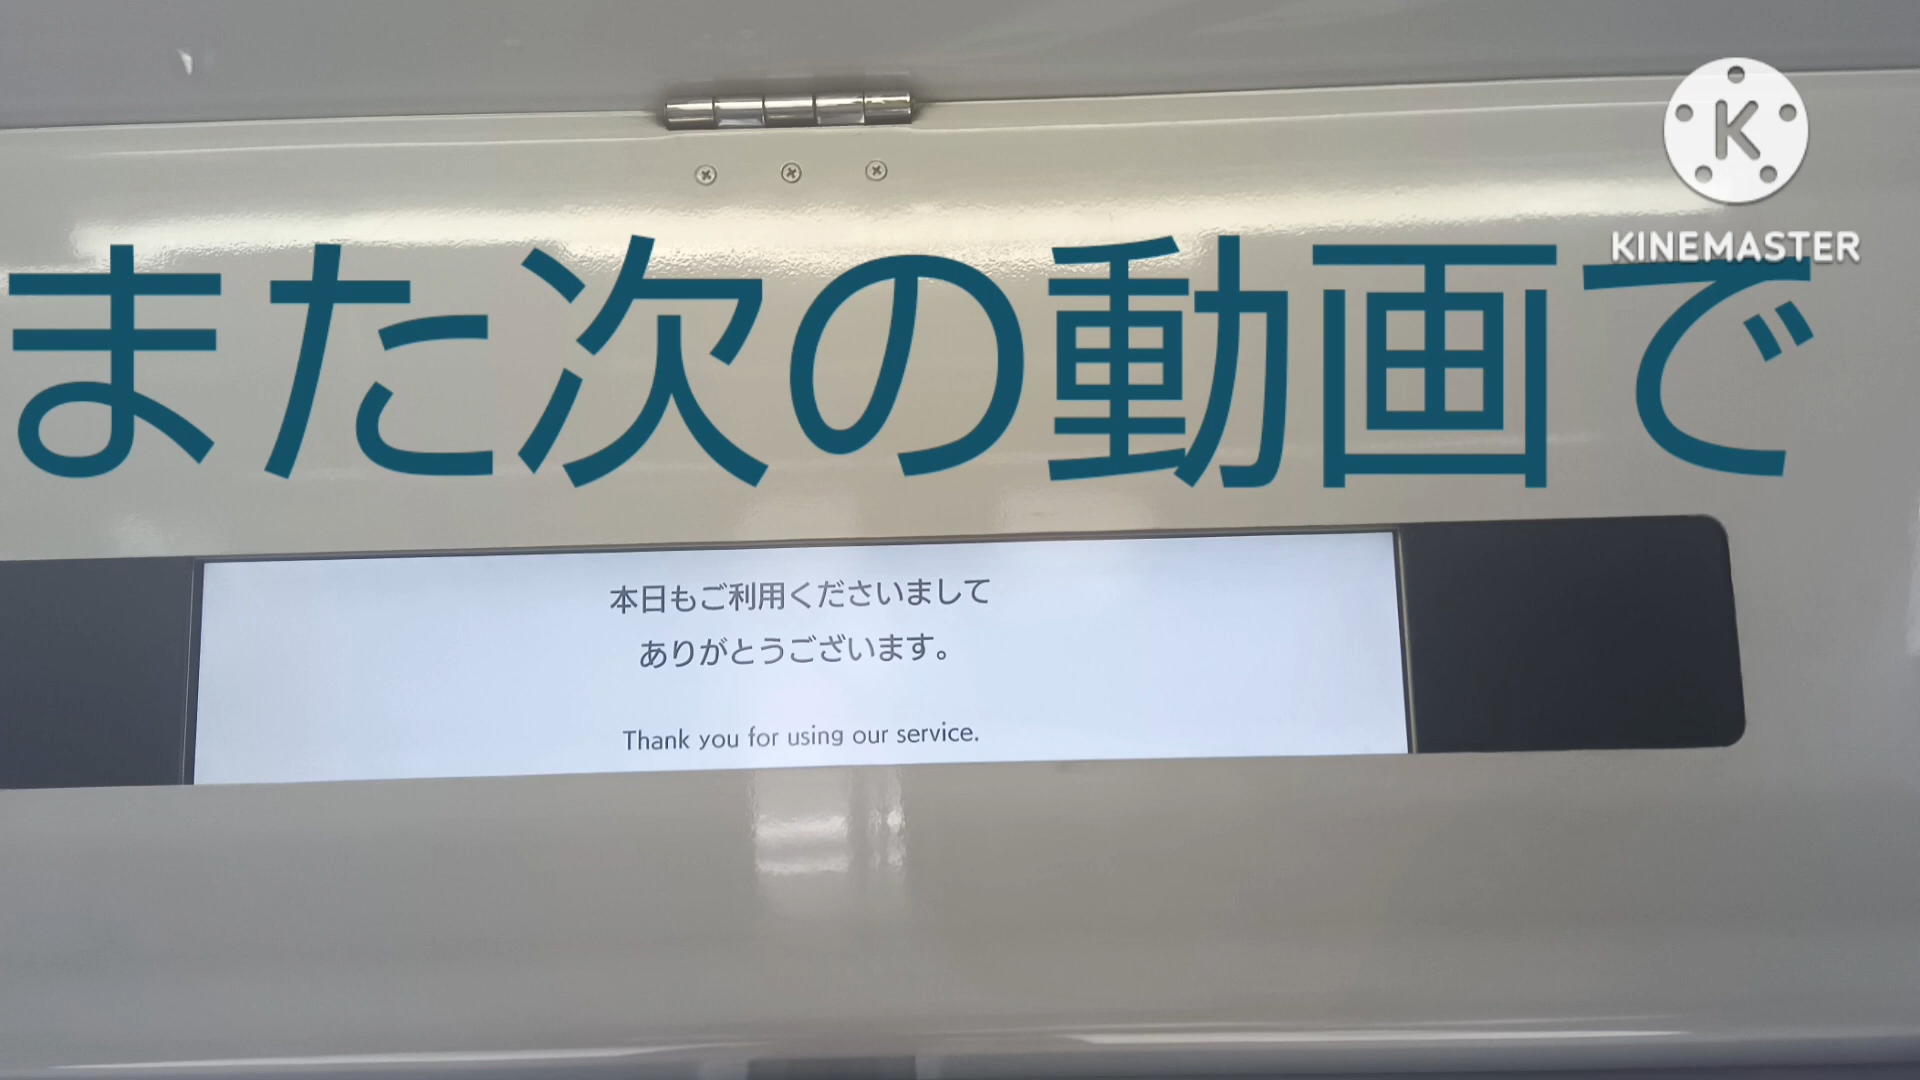 K
KINEMASTER
また次の動画で
本日もご利用くださいまして
ありがとうございます。
Thank you for using our service.